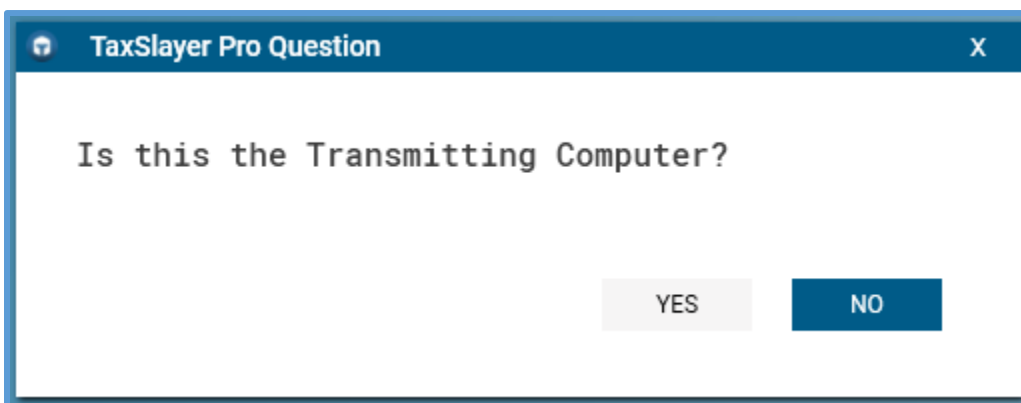 TaxSlayer Pro Question X
Is this the Transmitting Computer?
YES NO